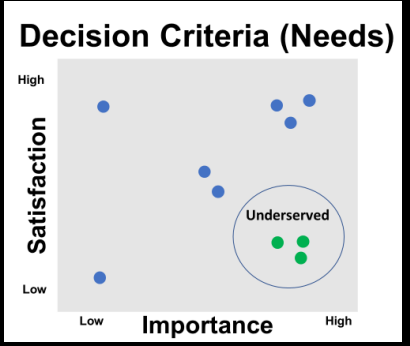 Decision Criteria (Needs)
High
Satisfaction
Underserved
Low
Low
Importance
High